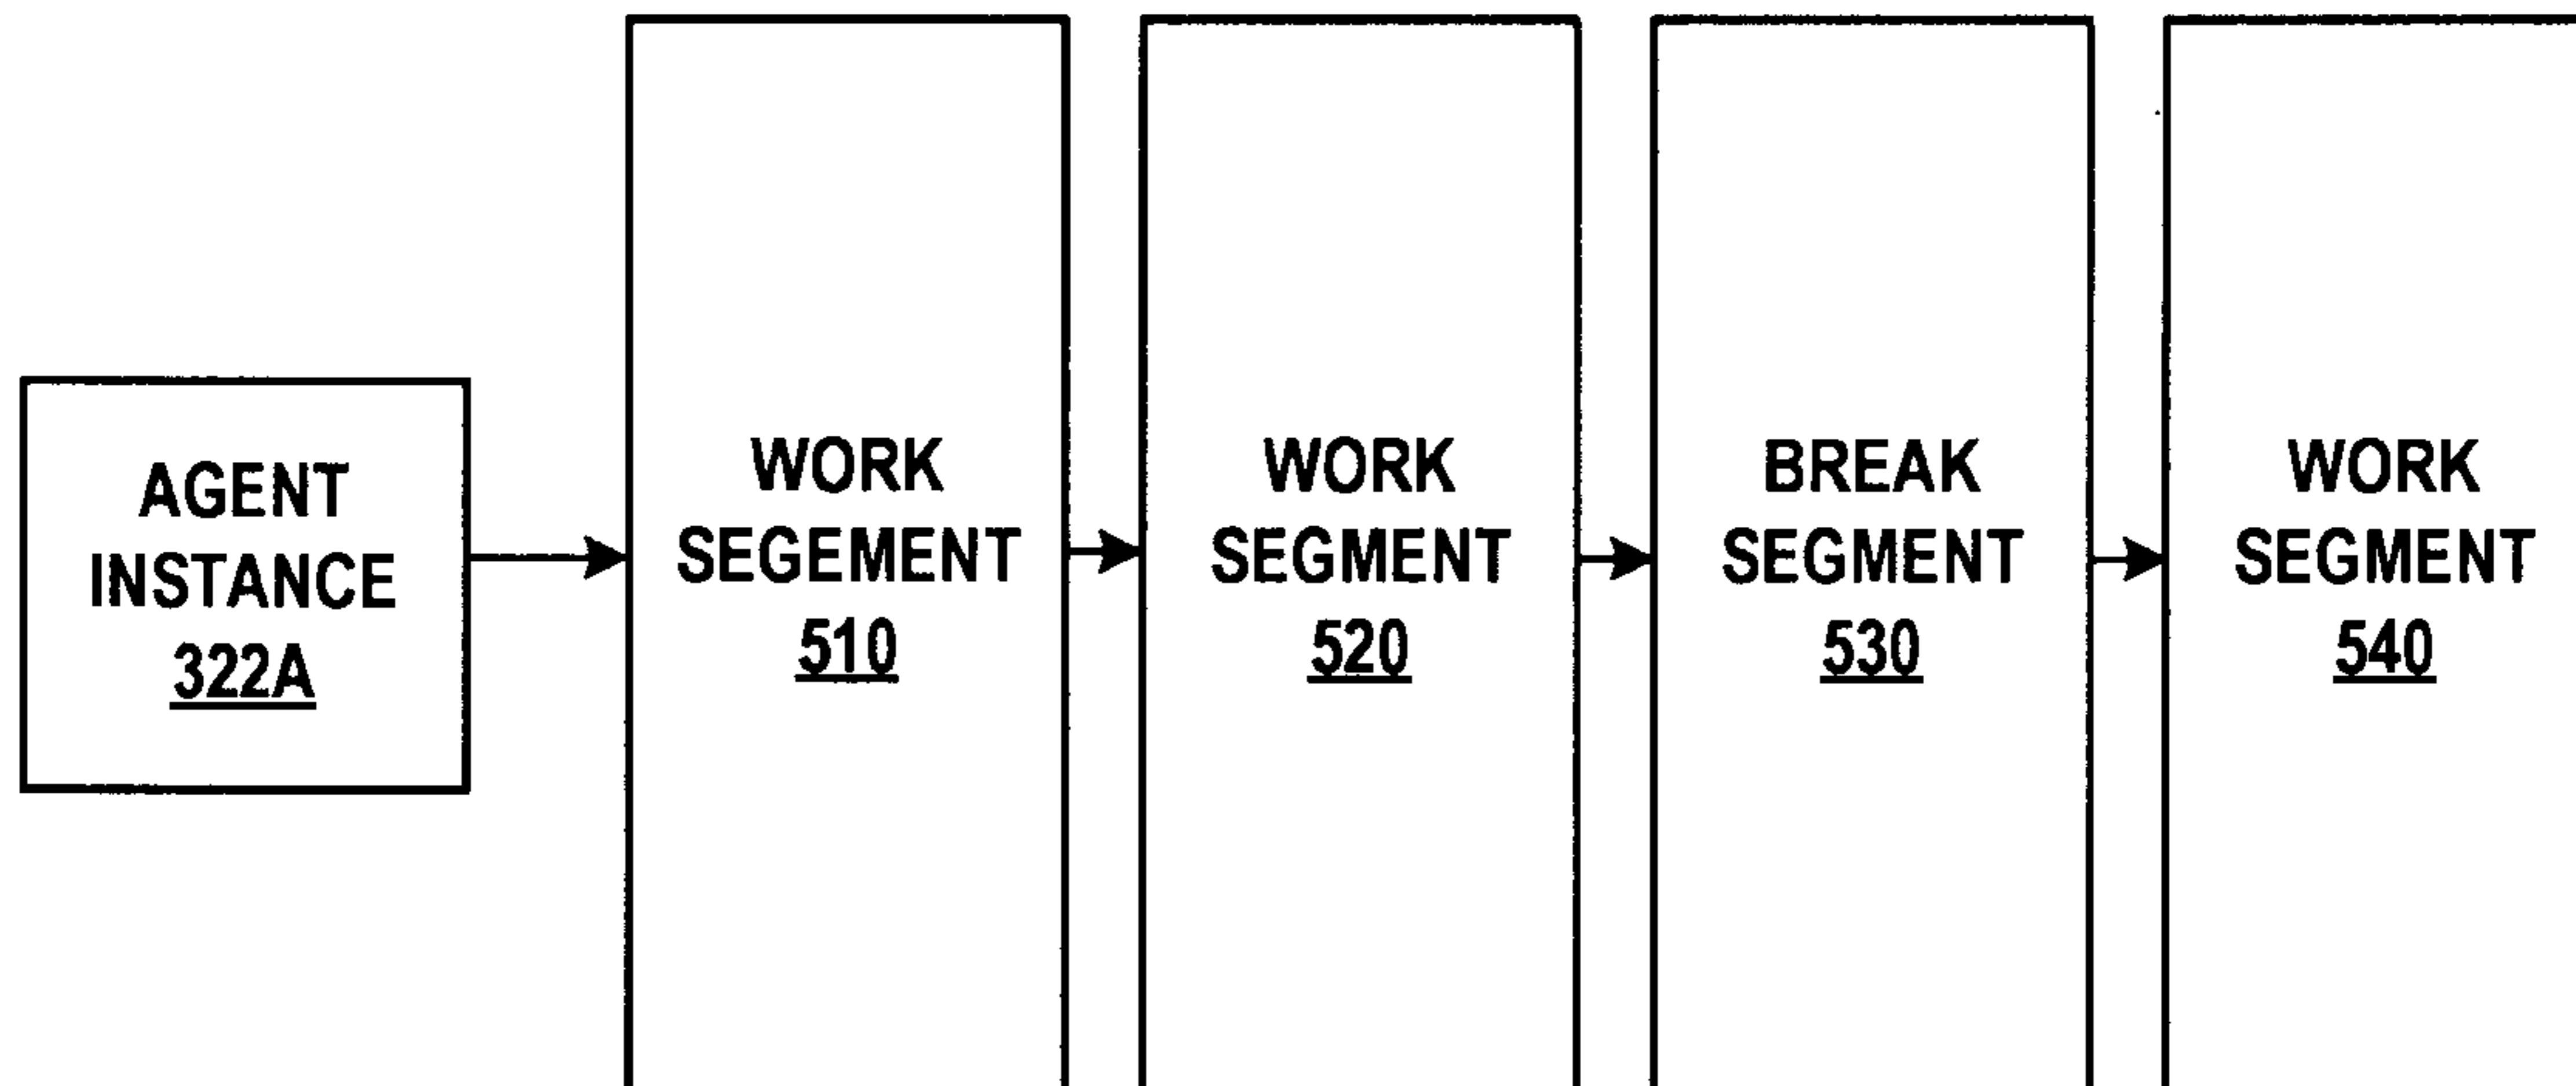 AGENT
INSTANCE
322A
WORK
SEGEMENT
510
WORK
SEGMENT
520
BREAK
SEGMENT
530
WORK
SEGMENT
540